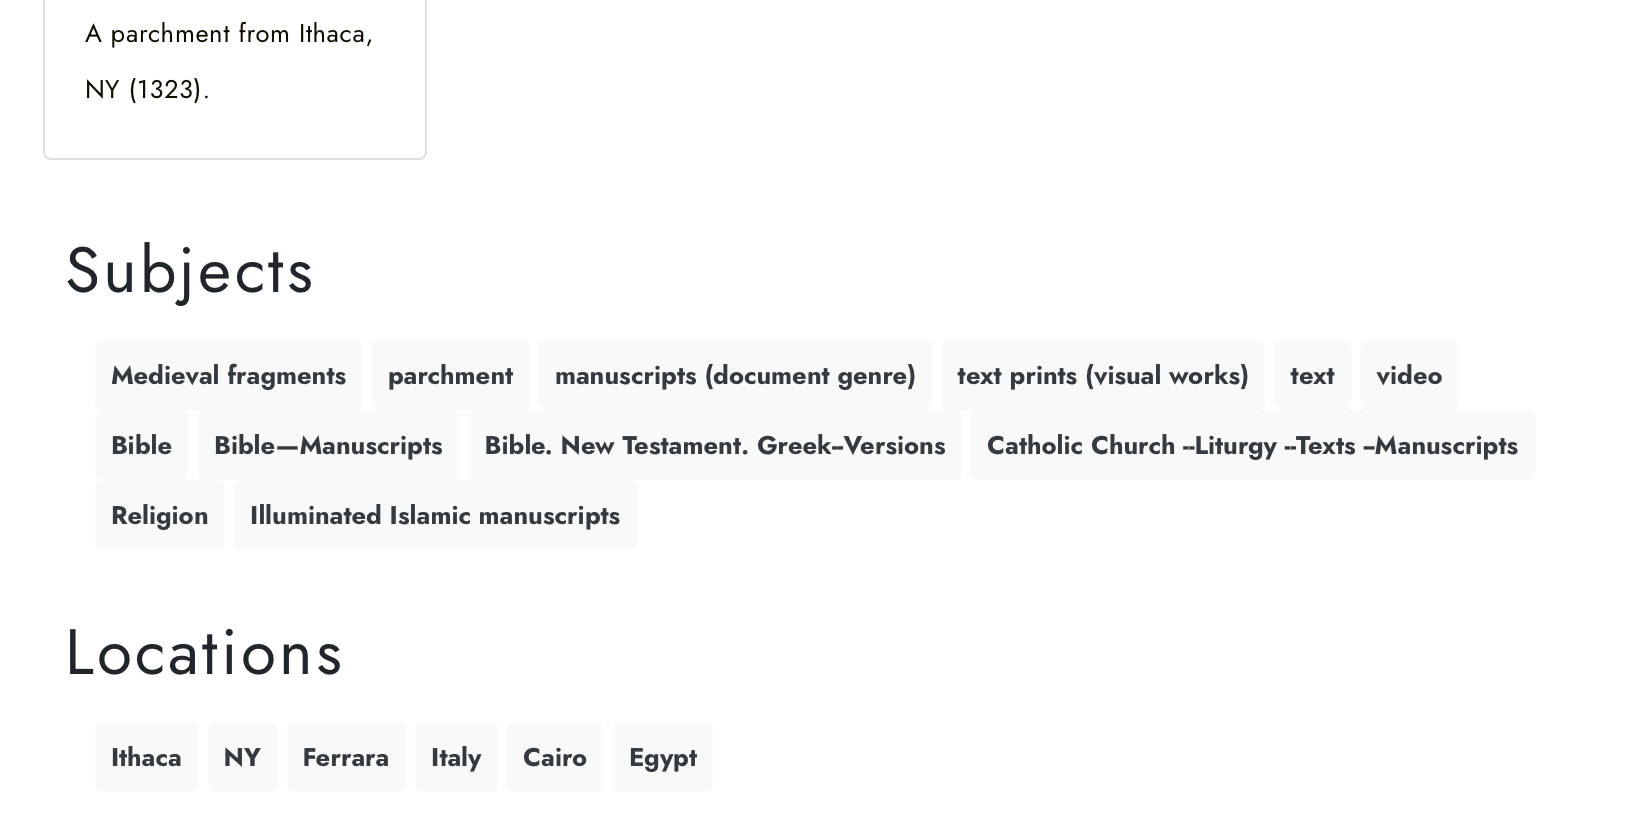 A parchment from Ithaca,
NY (1323).
Subjects
Medieval fragments parchment manuscripts (document genre) text prints (visual works) text video
Bible Bible—Manuscripts Bible. New Testament. Greek--Versions Catholic Church --Liturgy --Texts --Manuscripts
Religion Illuminated Islamic manuscripts
Locations
Ithaca NY Ferrara Italy Cairo Egypt